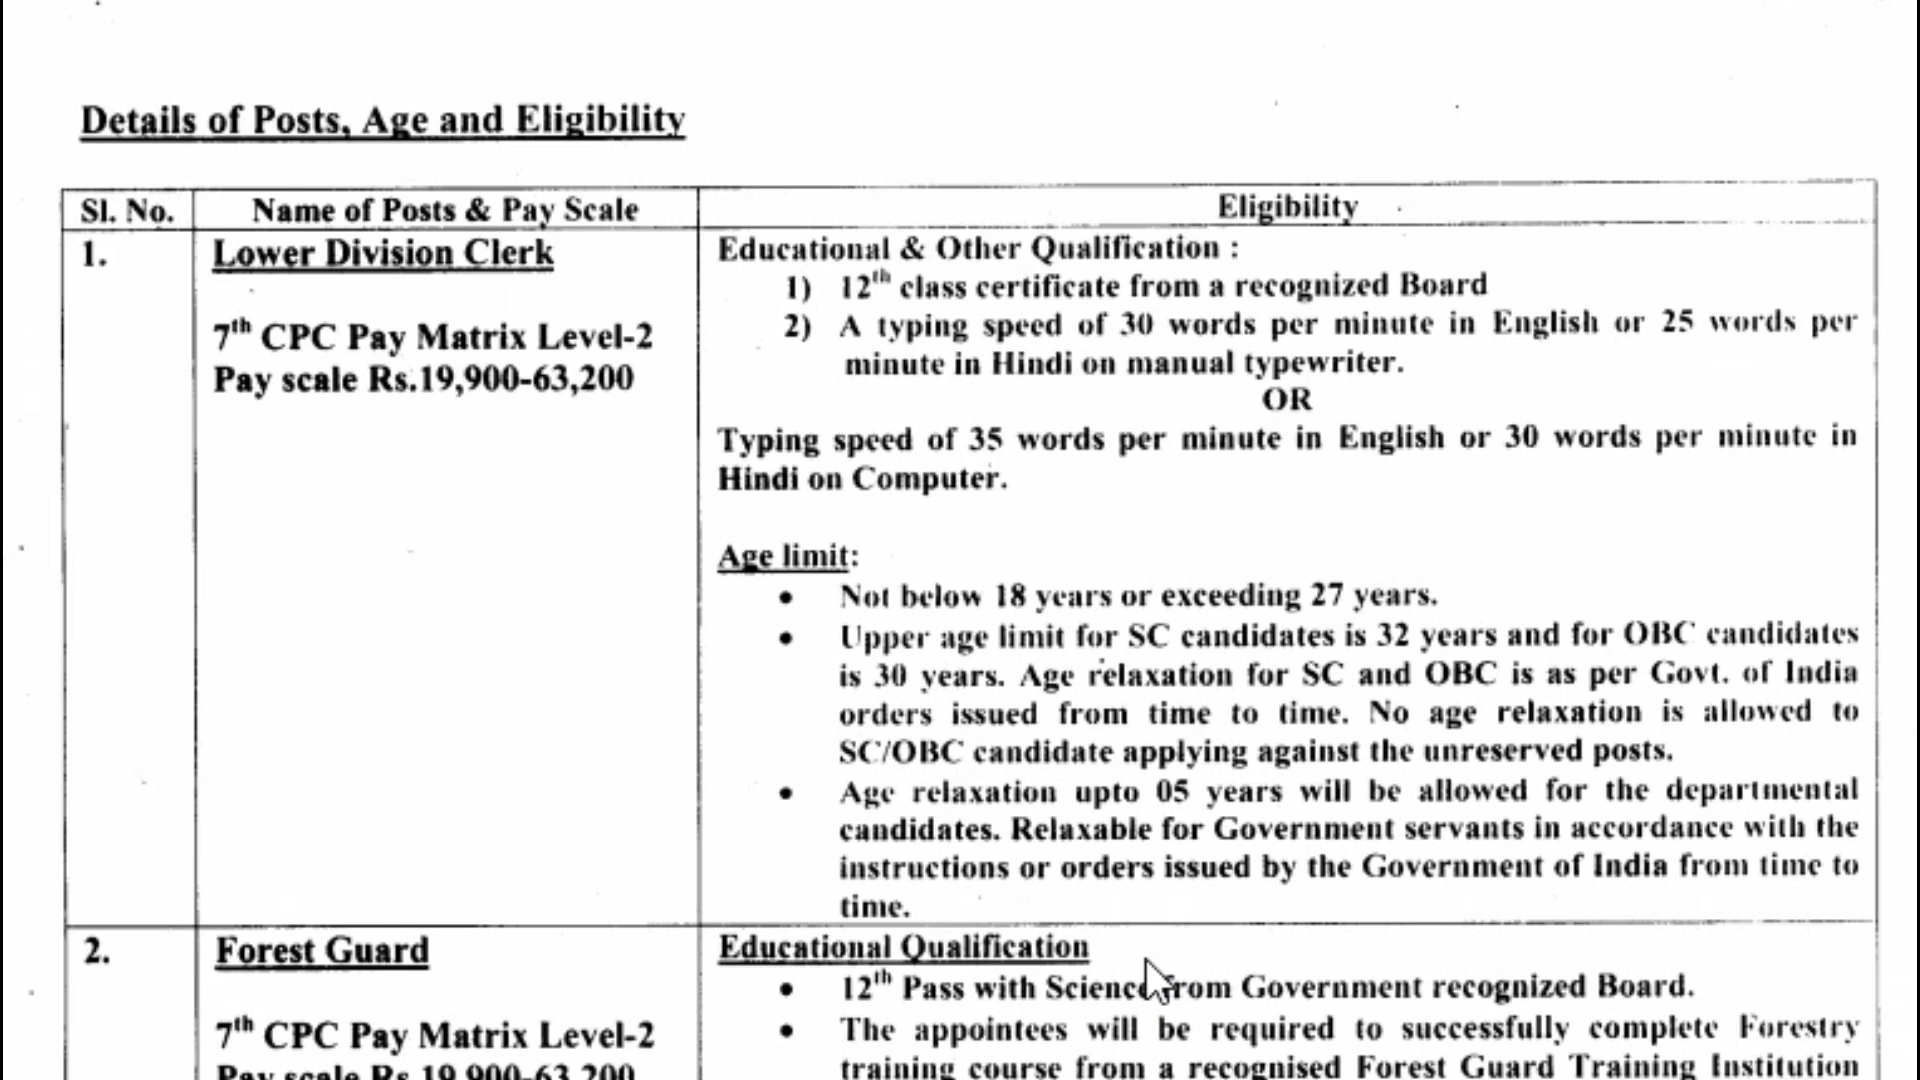 Details of Posts, Age and Eligibility
Sl. No.
Name of Posts & Pay Scale
Eligibility
1.
Lower Division Clerk
7th CPC Pay Matrix Level-2
Pay scale Rs.19,900-63,200
Educational & Other Qualification :
1) 12th class certificate from a recognized Board
2) A typing speed of 30 words per minute in English or 25 words per
minute in Hindi on manual typewriter.
OR
Typing speed of 35 words per minute in English or 30 words per minute in
Hindi on Computer.
Age limit:
• Not below 18 years or exceeding 27 years.
• Upper age limit for SC candidates is 32 years and for OBC candidates
is 30 years. Age relaxation for SC and OBC is as per Govt. of India
orders issued from time to time. No age relaxation is allowed to
SC/OBC candidate applying against the unreserved posts.
• Age relaxation upto 05 years will be allowed for the departmental
candidates. Relaxable for Government servants in accordance with the
instructions or orders issued by the Government of India from time to
time.
2.
Forest Guard
7th CPC Pay Matrix Level-2
Pay scale Rs.19,900-63,200
Educational Qualification
• 12th Pass with Science from Government recognized Board.
• The appointees will be required to successfully complete Forestry
training course from a recognised Forest Guard Training Institution